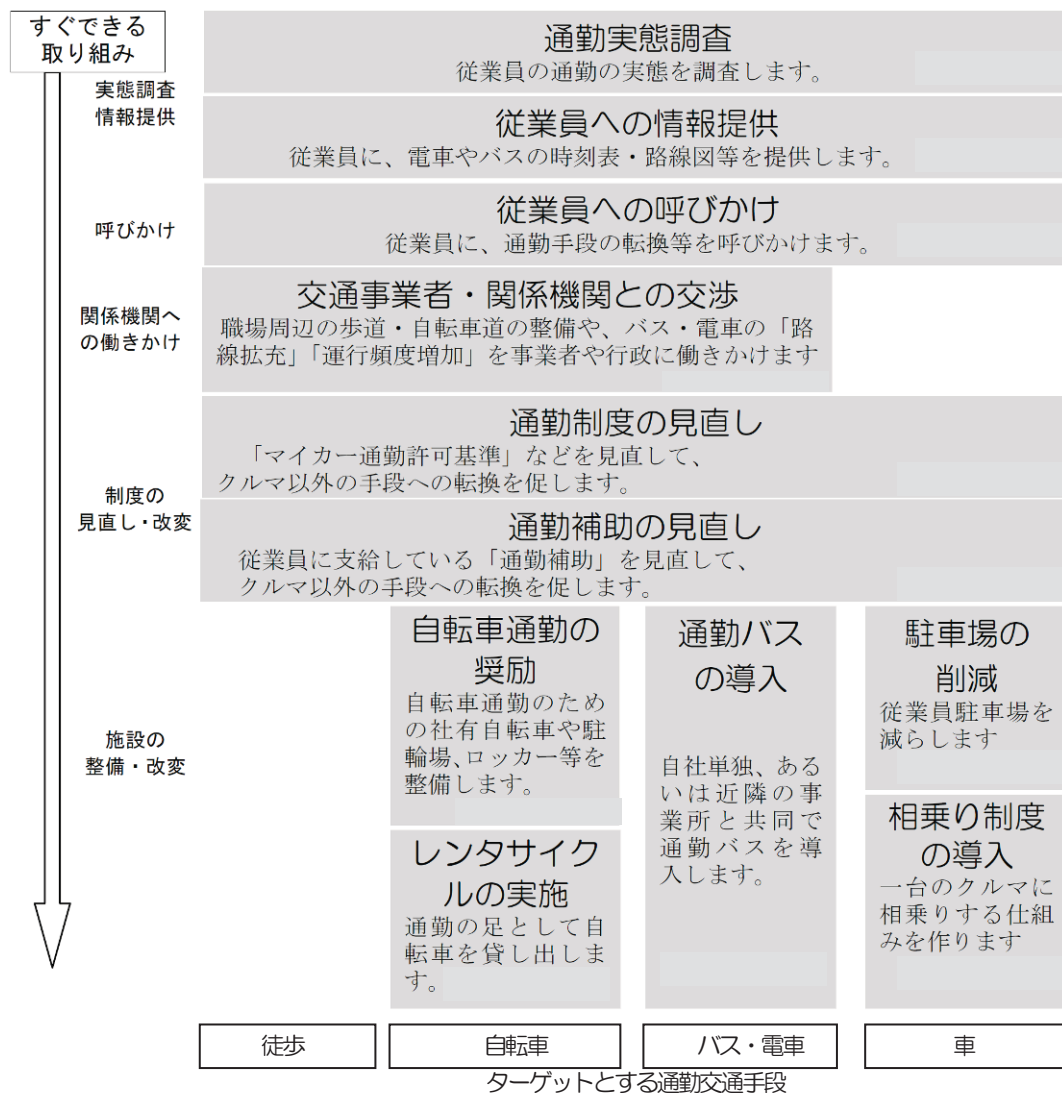 すぐできる
取り組み
実態調査
情報提供
通勤実態調査
従業員の通勤の実態を調査します。
従業員への情報提供
従業員に、電車やバスの時刻表・路線図等を提供します。
呼びかけ
従業員への呼びかけ
従業員に、通勤手段の転換等を呼びかけます。
関係機関へ
の働きかけ
交通事業者・関係機関との交渉
職場周辺の歩道・自転車道の整備や、バス・電車の「路
線拡充」「運行頻度増加」を事業者や行政に働きかけます
制度の
見直し・改変
通勤制度の見直し
「マイカー通勤許可基準」などを見直して、
クルマ以外の手段への転換を促します。
通勤補助の見直し
従業員に支給している「通勤補助」を見直して、
クルマ以外の手段への転換を促します。
施設の
整備・改変
自転車通勤の
奨励
自転車通勤のため
の社有自転車や駐
輪場、ロッカー等を
整備します。
レンタサイク
ルの実施
通勤の足として自
転車を貸し出しま
す。
通勤バス
の導入
自社単独、ある
いは近隣の事
業所と共同で
通勤バスを導
入します。
駐車場の
削減
従業員駐車場を
減らします
相乗り制度
の導入
一台のクルマに
相乗りする仕組
みを作ります
徒歩
自転車
バス・電車
車
ターゲットとする通勤交通手段